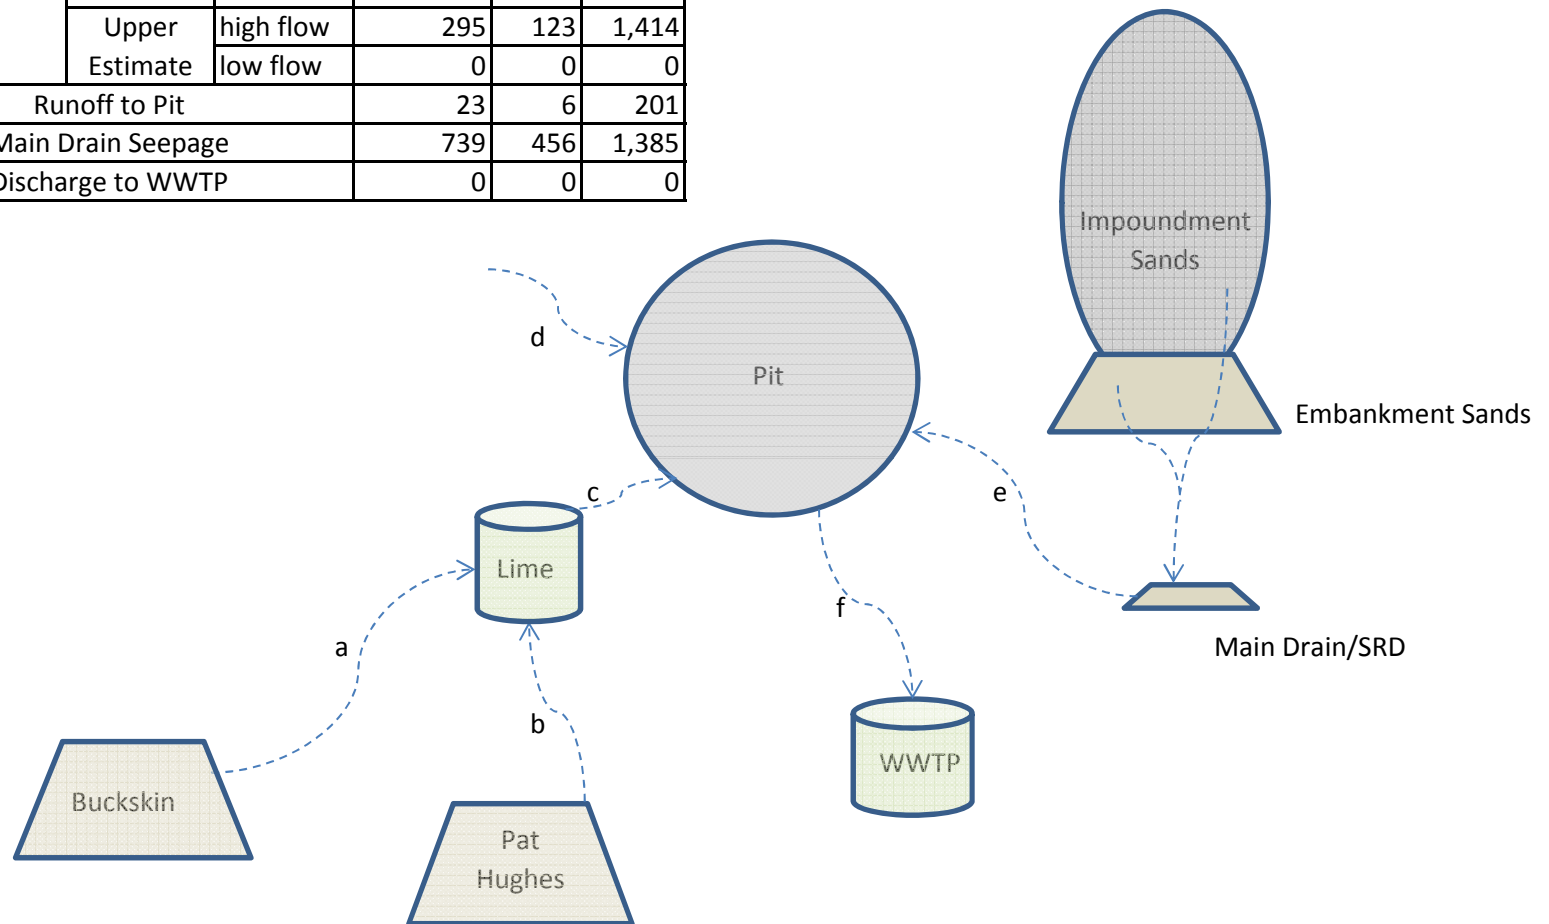 Upper high flow 295 123 1,414
Estimate low flow 0 0 0
Runoff to Pit 23 6 201
Main Drain Seepage 739 456 1,385
Discharge to WWTP 0 0 0
Impoundment
Sands
d
Pit
Embankment Sands
c
e
Lime
f
a
Main Drain/SRD
b
WWTP
Buckskin
Pat
Hughes